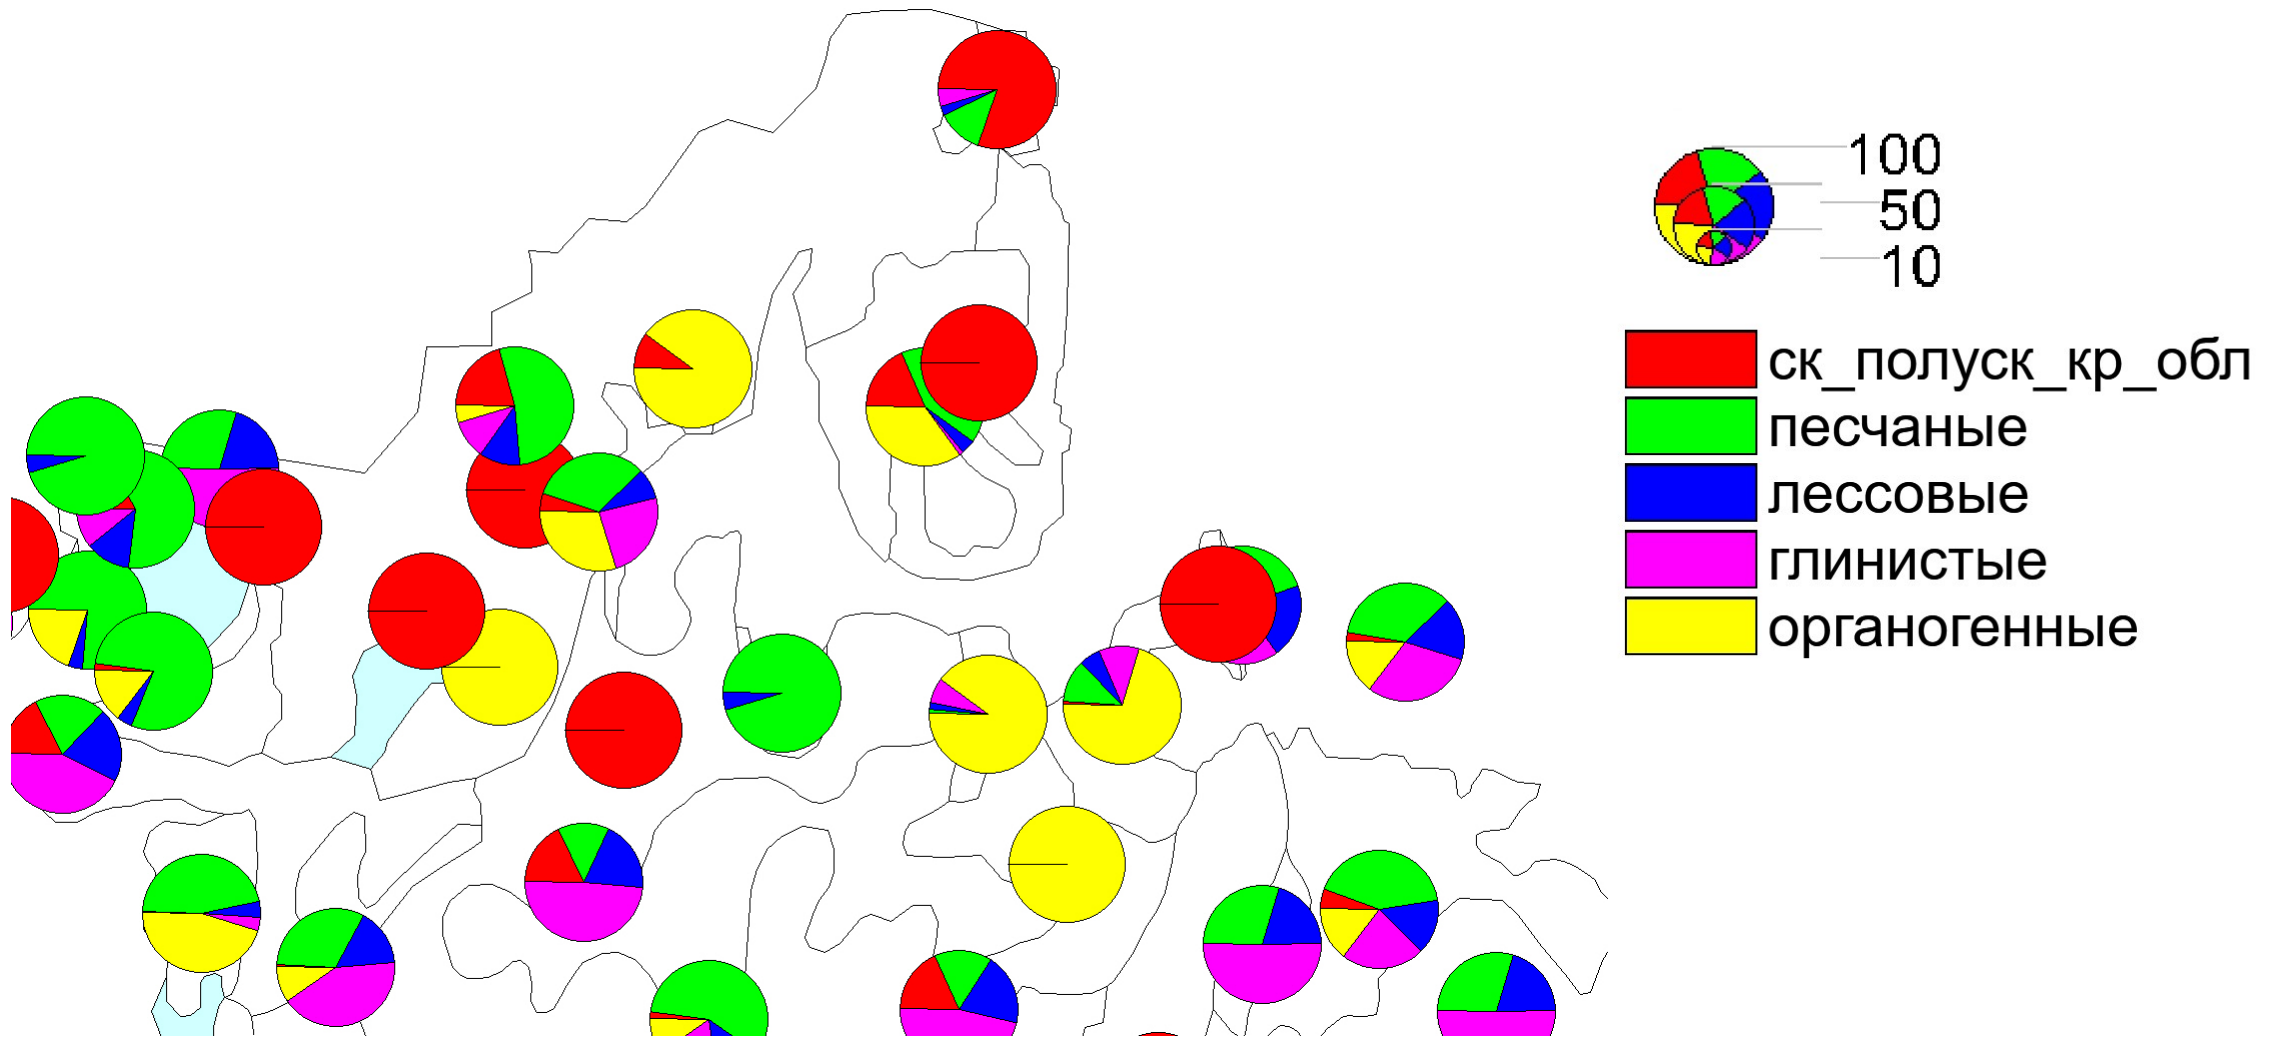 100
50
10
ск_полуск_кр_обл
песчаные
лессовые
глинистые
органогенные